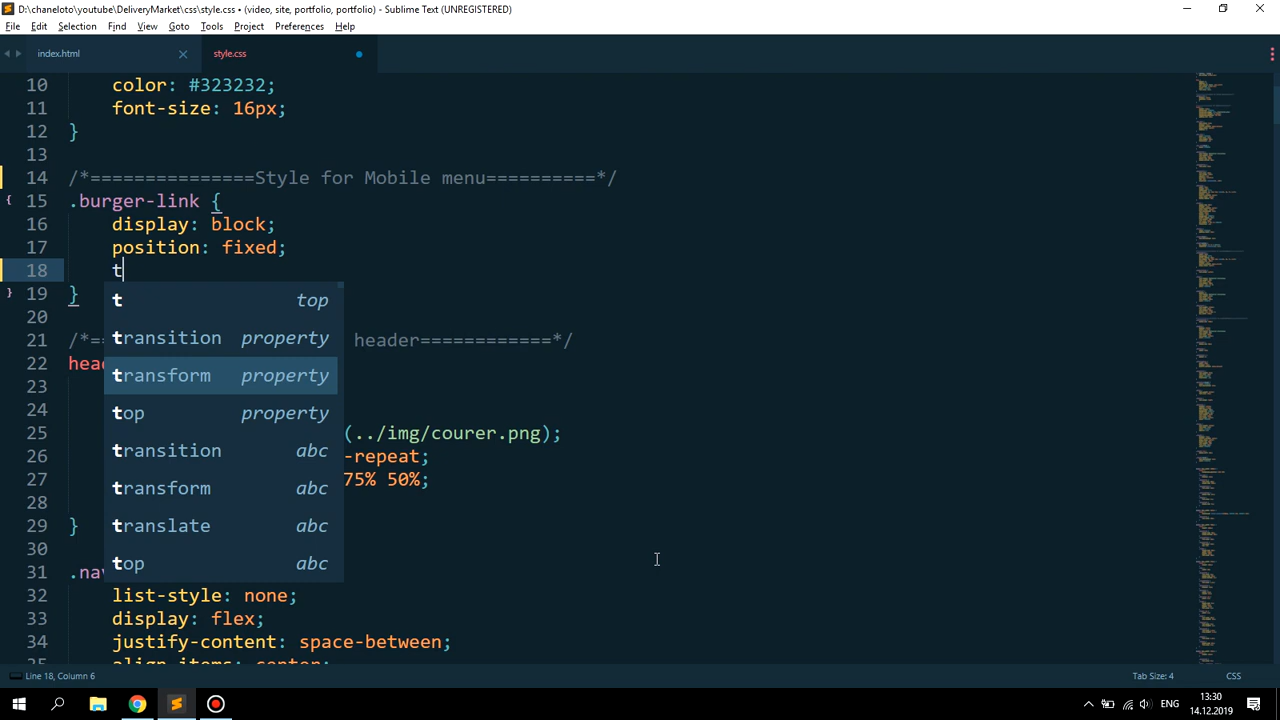 D:\chaneloto\youtube\DeliveryMarket\css\style.css • (video, site, portfolio, portfolio) - Sublime Text (UNREGISTERED)
File Edit Selection Find View Goto Tools Project Preferences Help
index.html style.css
10 color: #323232;
11 font-size: 16px;
12 }
13
14 /*===============Style for Mobile menu==========*/
15 .burger-link {
16 display: block;
17 position: fixed;
18 t
19 }
t top
20
21 /*== header============*/
transition property
22 head
transform property
23
24
top property
25 (../img/courer.png);
transition abc
26 -repeat;
27 75% 50%;
transform abc
28
29 }
translate abc
30
top abc
31 .nav
32 list-style: none;
33 display: flex;
34 justify-content: space-between;
35 align-items: center;
Line 18, Column 6 Tab Size: 4 CSS
ENG 13:30
14.12.2019